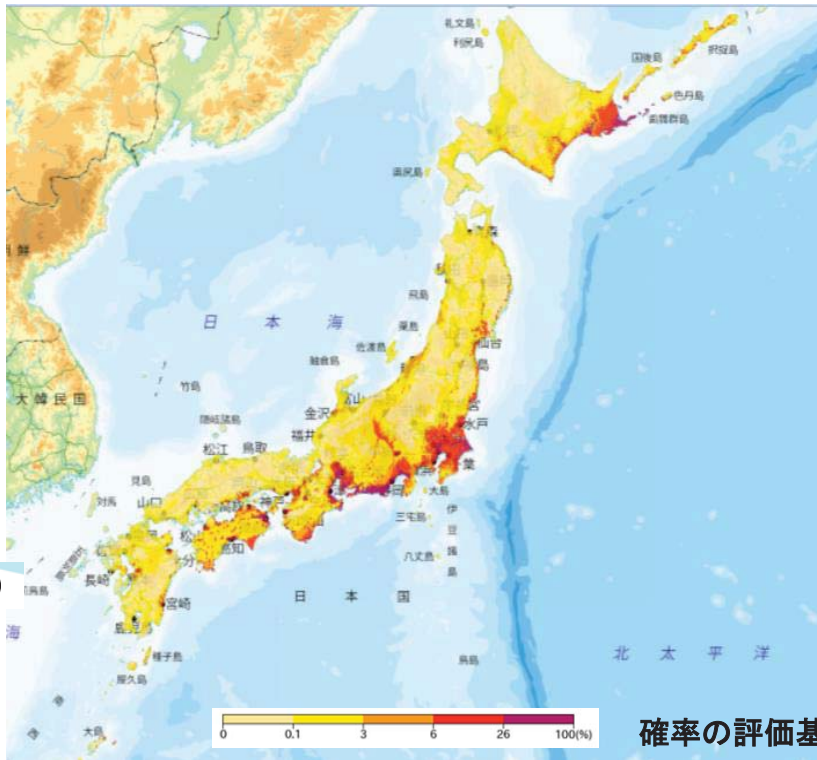 礼文島
利尻島
国後島
択捉島
色丹島
歯舞群島
奥尻島
飛島
粟島
仙台
日 本 海
佐渡島
舳倉島
竹島
大韓民国
金沢
水戸
隠岐諸島
福井
松江
鳥取
見島
対馬
山口
神戸
大島
三宅島
伊豆諸島
八丈島
高知
長崎
宮崎
日 本 国
種子島
屋久島
鳥島
北 太 平 洋
海
大島
0 0.1 3 6 26 100(%)
確率の評価基